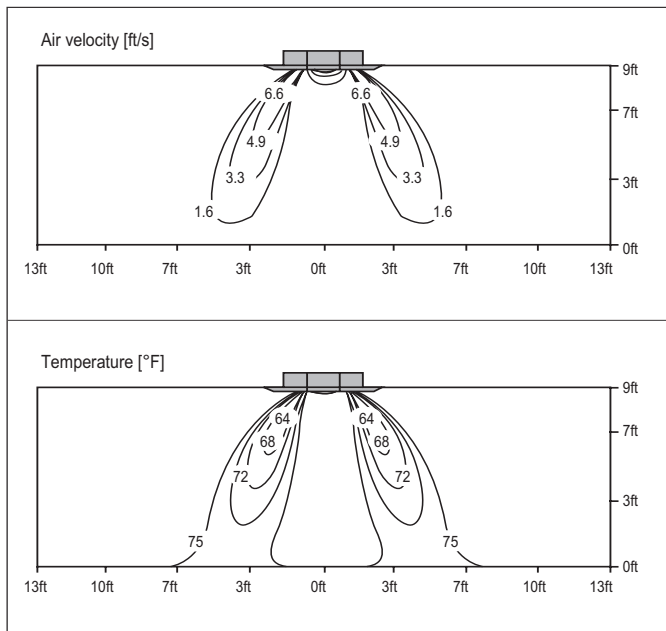 Air velocity [ft/s]
9ft
6.6 6.6
7ft
4.9 4.9
3.3 3.3
3ft
1.6 1.6
0ft
13ft 10ft 7ft 3ft 0ft 3ft 7ft 10ft 13ft
Temperature [°F]
9ft
64 64
7ft
68 68
72 72
3ft
75 75
0ft
13ft 10ft 7ft 3ft 0ft 3ft 7ft 10ft 13ft